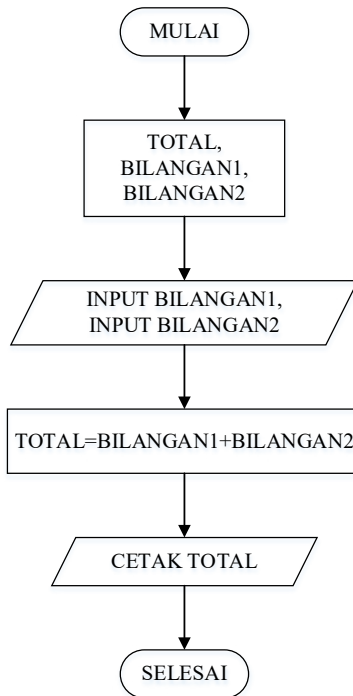 MULAI
TOTAL,
BILANGAN1,
BILANGAN2
INPUT BILANGAN1,
INPUT BILANGAN2
TOTAL=BILANGAN1+BILANGAN2
CETAK TOTAL
SELESAI